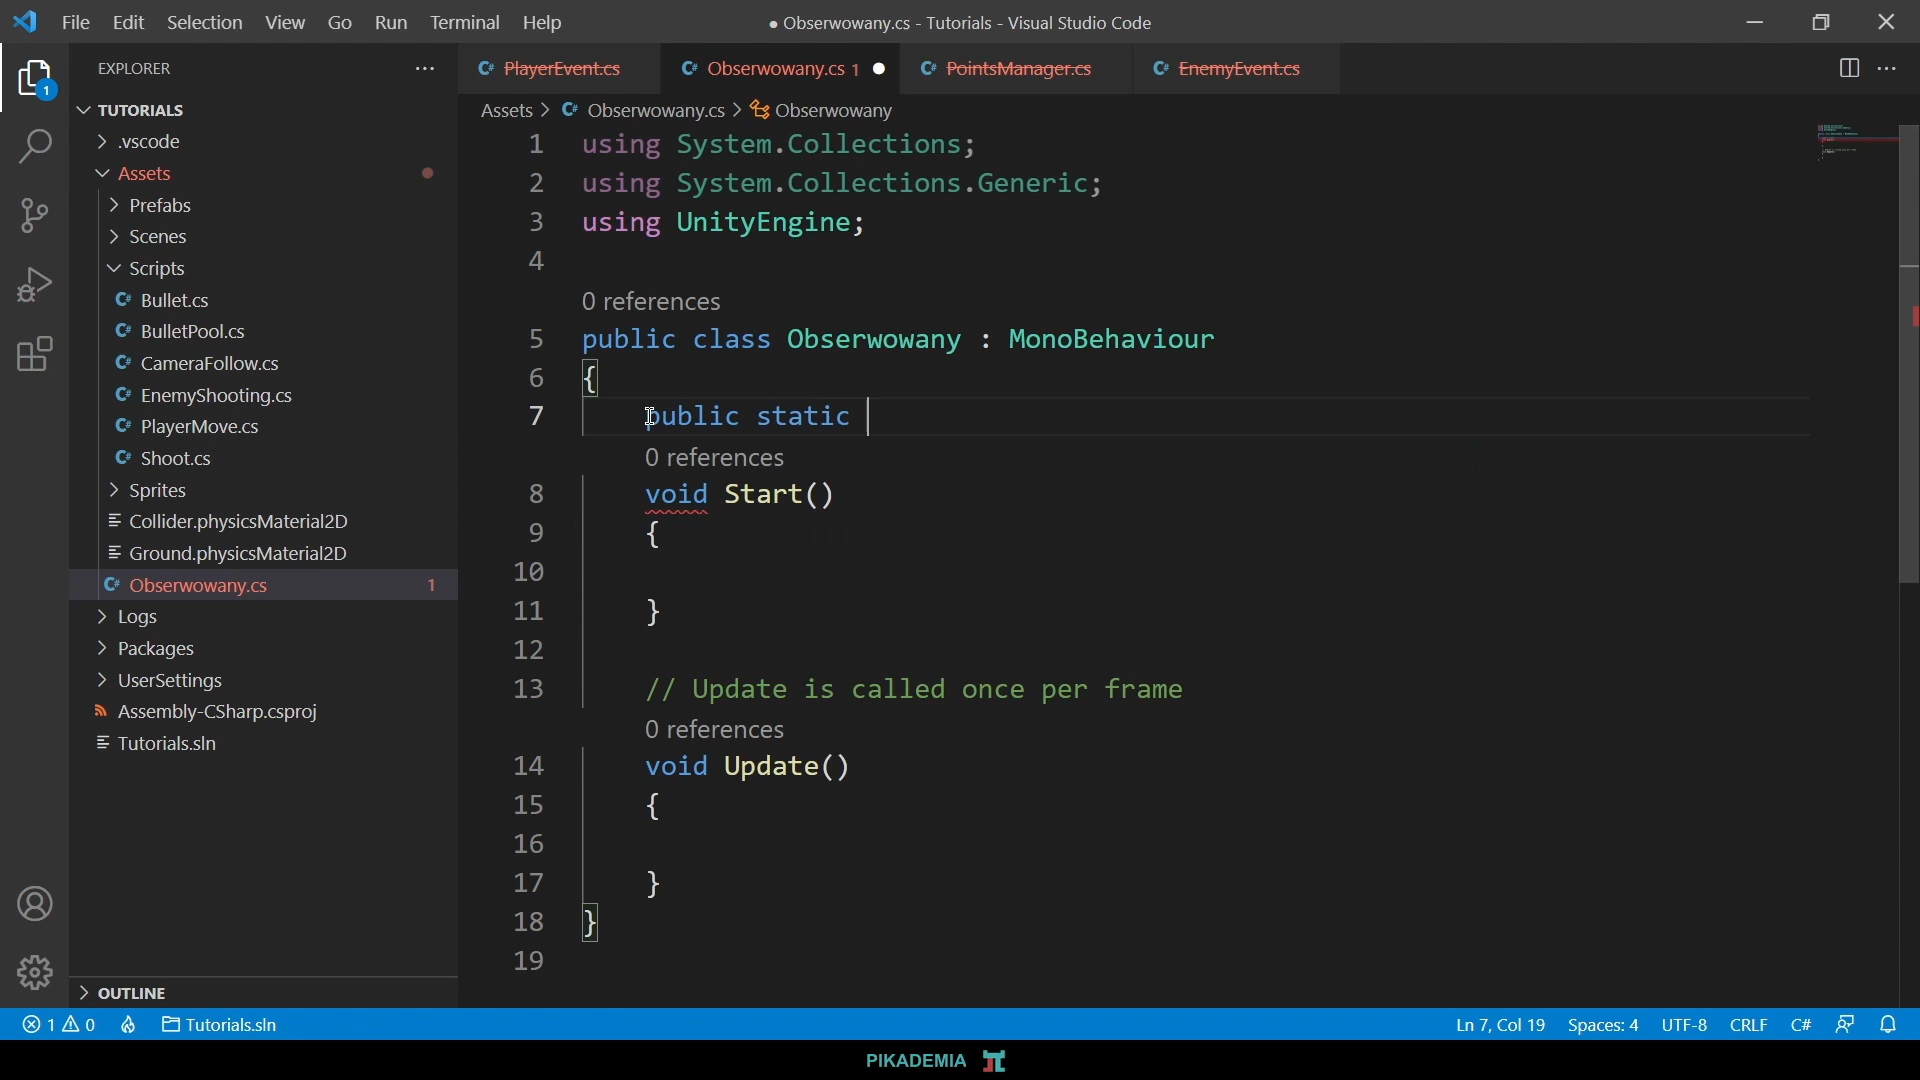 File Edit Selection View Go Run Terminal Help
● Obserwowany.cs - Tutorials - Visual Studio Code
EXPLORER
1
TUTORIALS
.vscode
Assets
Prefabs
Scenes
Scripts
C# Bullet.cs
C# BulletPool.cs
C# CameraFollow.cs
C# EnemyShooting.cs
C# PlayerMove.cs
C# Shoot.cs
Sprites
Collider.physicsMaterial2D
Ground.physicsMaterial2D
C# Obserwowany.cs 1
Logs
Packages
UserSettings
Assembly-CSharp.csproj
Tutorials.sln
OUTLINE
C# PlayerEvent.cs
C# Obserwowany.cs 1
C# PointsManager.cs
C# EnemyEvent.cs
Assets > C# Obserwowany.cs > Obserwowany
1 using System.Collections;
2 using System.Collections.Generic;
3 using UnityEngine;
4
0 references
5 public class Obserwowany : MonoBehaviour
6 {
7 public static
0 references
8 void Start()
9 {
10
11 }
12
13 // Update is called once per frame
0 references
14 void Update()
15 {
16
17 }
18 }
19
1 0
Tutorials.sln
Ln 7, Col 19 Spaces: 4 UTF-8 CRLF C#
PIKADEMIA